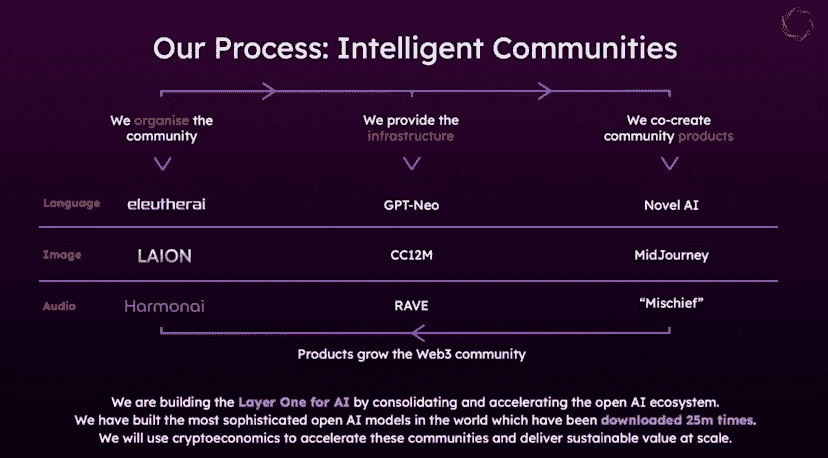 Our Process: Intelligent Communities
We organise the
community
We provide the
infrastructure
We co-create
community products
Language
eleutherai
GPT-Neo
Novel AI
Image
LAION
CC12M
MidJourney
Audio
Harmonai
RAVE
“Mischief”
Products grow the Web3 community
We are building the Layer One for AI by consolidating and accelerating the open AI ecosystem.
We have built the most sophisticated open AI models in the world which have been downloaded 25m times.
We will use cryptoeconomics to accelerate these communities and deliver sustainable value at scale.